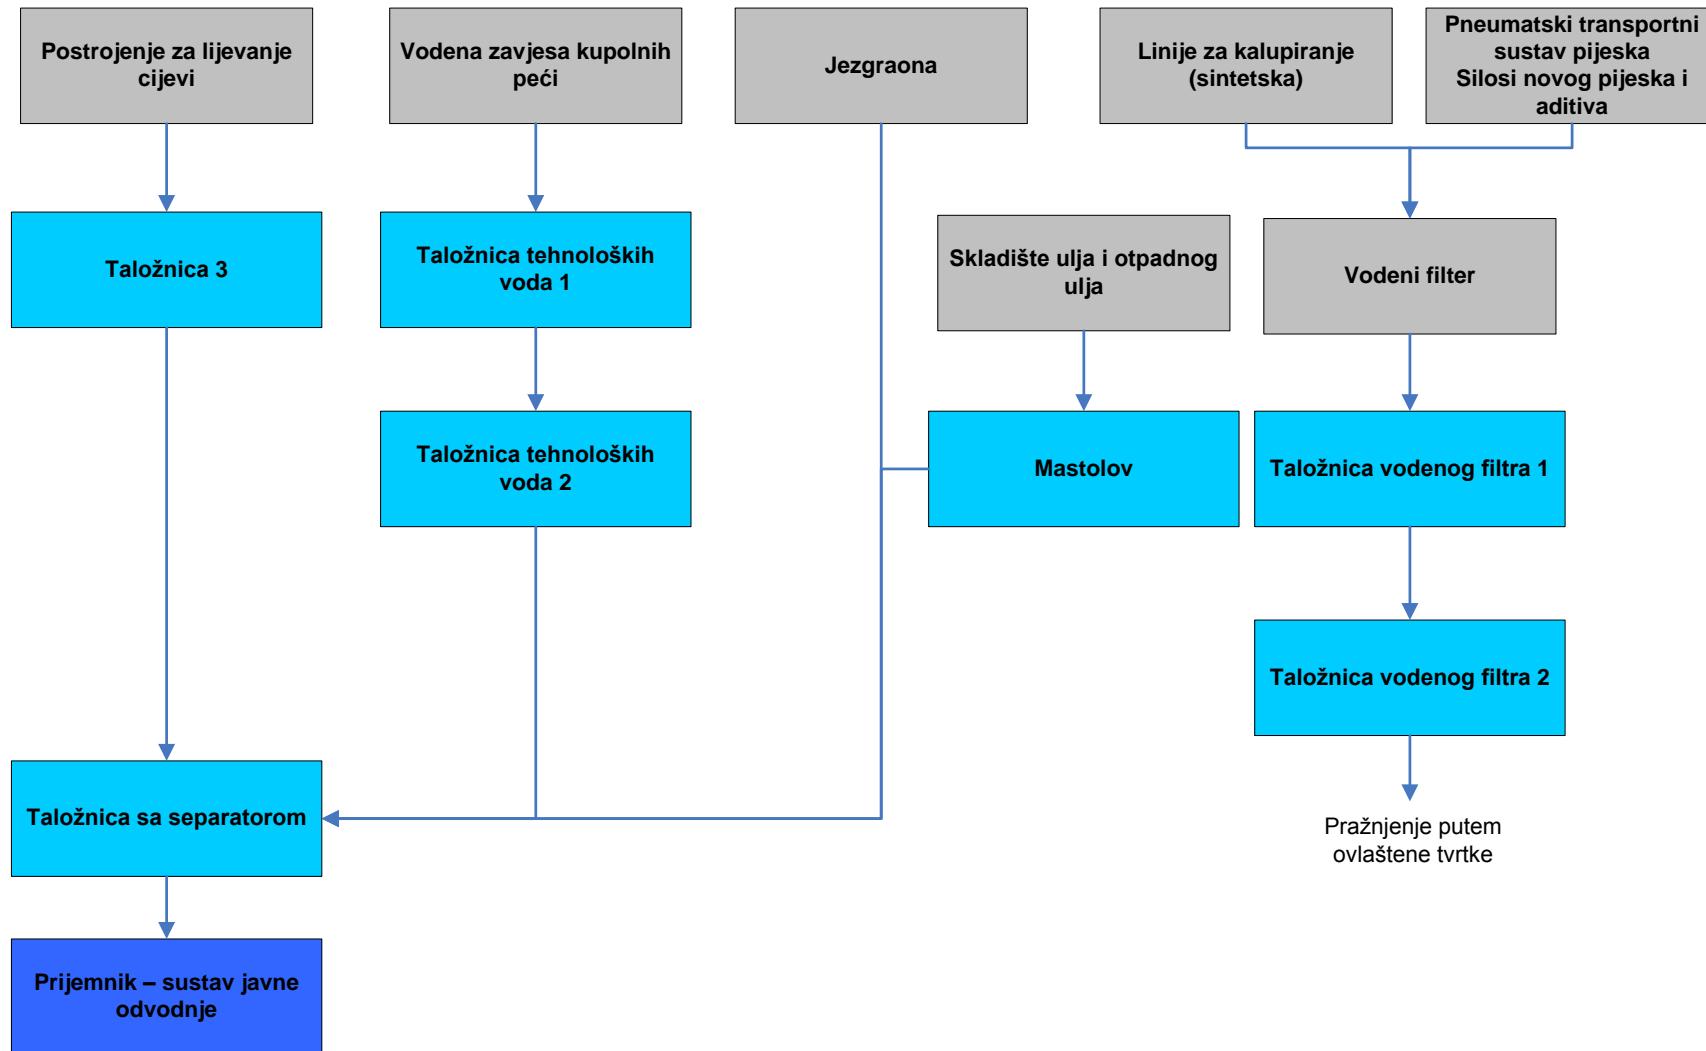 Postrojenje za lijevanje
cijevi
Vodena zavjesa kupolnih
peći
Jezgraona
Linije za kalupiranje
(sintetska)
Pneumatski transportni
sustav pijeska
Silosi novog pijeska i
aditiva
Taložnica 3
Taložnica tehnoloških
voda 1
Skladište ulja i otpadnog
ulja
Vodeni filter
Taložnica tehnoloških
voda 2
Mastolov
Taložnica vodenog filtra 1
Taložnica vodenog filtra 2
Taložnica sa separatorom
Pražnjenje putem
ovlaštene tvrtke
Prijemnik – sustav javne
odvodnje